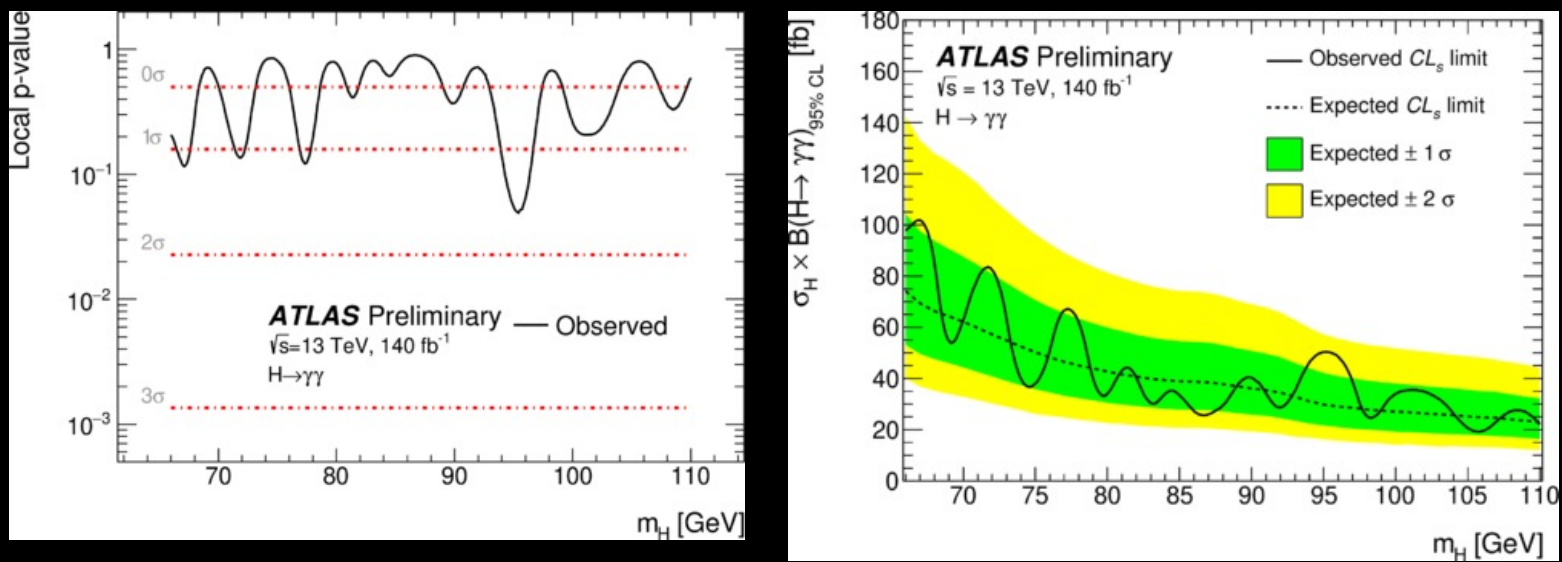 Local p-value
1
10⁻¹
10⁻²
10⁻³
0σ
1σ
2σ
3σ
ATLAS Preliminary
√s=13 TeV, 140 fb⁻¹
H→γγ
Observed
70 80 90 100 110
m_H [GeV]
σ_H × B(H→ γγ)_95% CL [fb]
180
160
140
120
100
80
60
40
20
0
ATLAS Preliminary
√s = 13 TeV, 140 fb⁻¹
H → γγ
Observed CL_s limit
Expected CL_s limit
Expected ± 1 σ
Expected ± 2 σ
70 75 80 85 90 95 100 105 110
m_H [GeV]